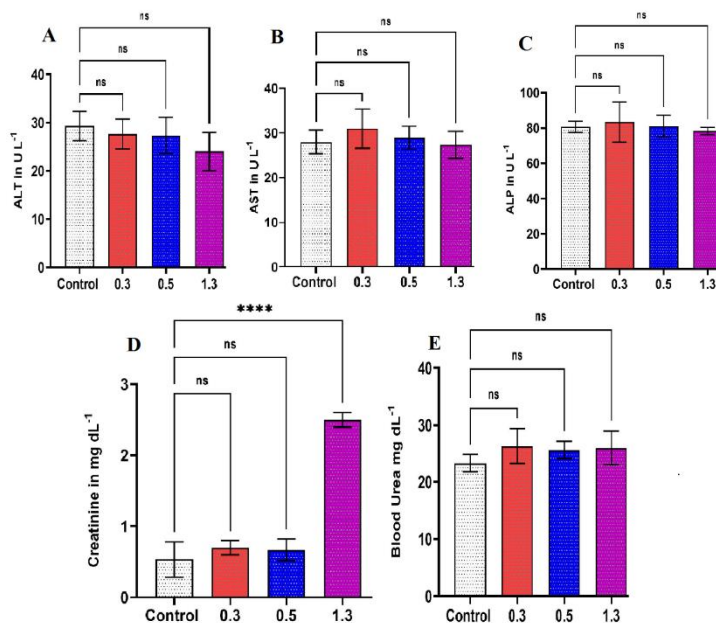 A
ns
ns
ns
ALT in U L⁻¹
40
30
20
10
0
Control 0.3 0.5 1.3
B
ns
ns
ns
AST in U L⁻¹
40
30
20
10
0
Control 0.3 0.5 1.3
C
ns
ns
ns
ALP in U L⁻¹
100
80
60
40
20
0
Control 0.3 0.5 1.3
D
****
ns
ns
Creatinine in mg dL⁻¹
3
2
1
0
Control 0.3 0.5 1.3
E
ns
ns
ns
Blood Urea mg dL⁻¹
40
30
20
10
0
Control 0.3 0.5 1.3